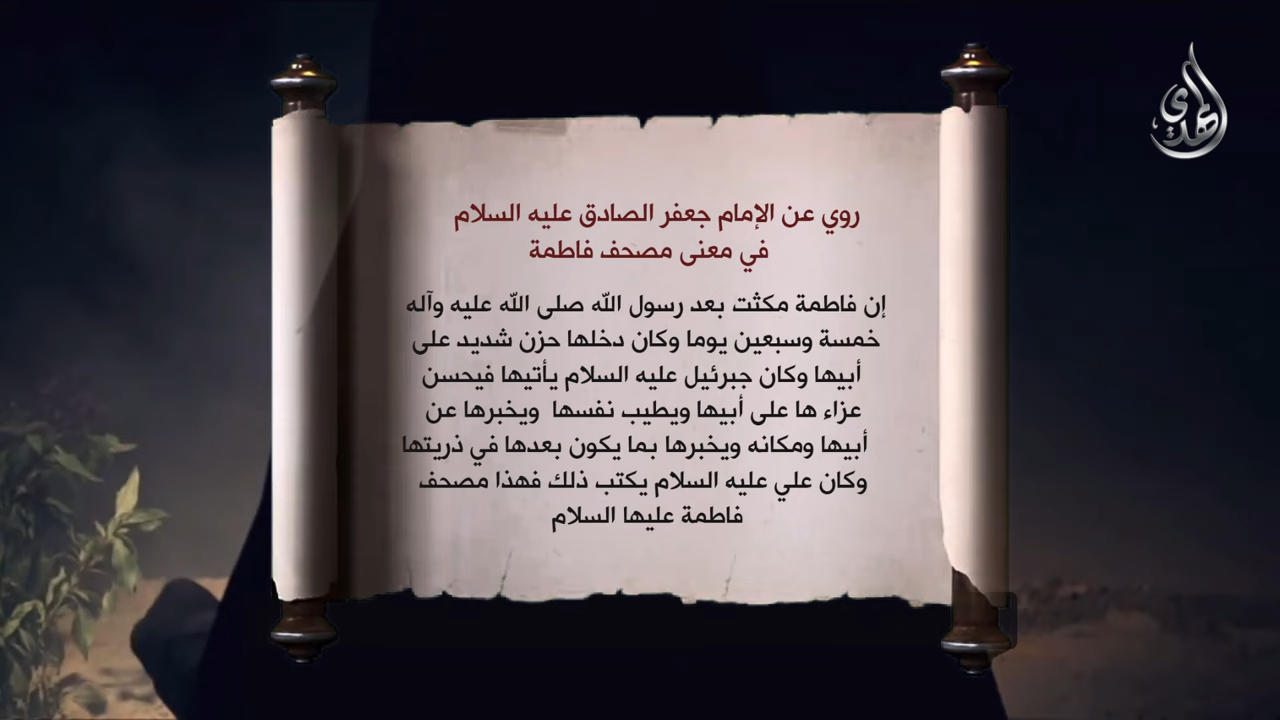 المهدي
روي عن الإمام جعفر الصادق عليه السلام
في معنى مصحف فاطمة
إن فاطمة مكثت بعد رسول الله صلى الله عليه وآله
خمسة وسبعين يوما وكان دخلها حزن شديد على
أبيها وكان جبرئيل عليه السلام يأتيها فيحسن
عزاء ها على أبيها ويطيب نفسها ويخبرها عن
أبيها ومكانه ويخبرها بما يكون بعدها في ذريتها
وكان علي عليه السلام يكتب ذلك فهذا مصحف
فاطمة عليها السلام